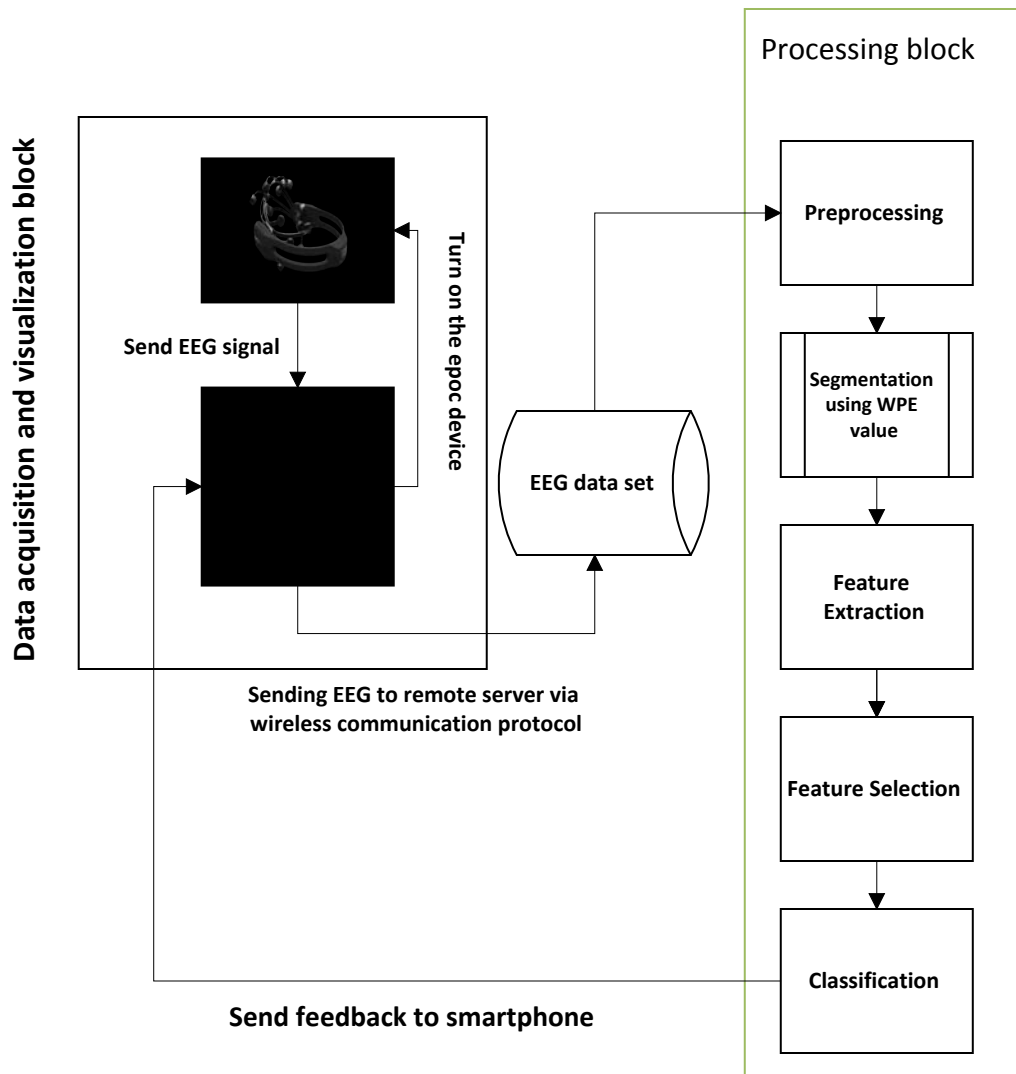 Processing block
Data acquisition and visualization block
Send EEG signal
Turn on the epoc
device
EEG data set
Sending EEG to remote server via
wireless communication protocol
Preprocessing
Segmentation
using WPE
value
Feature
Extraction
Feature Selection
Classification
Send feedback to smartphone